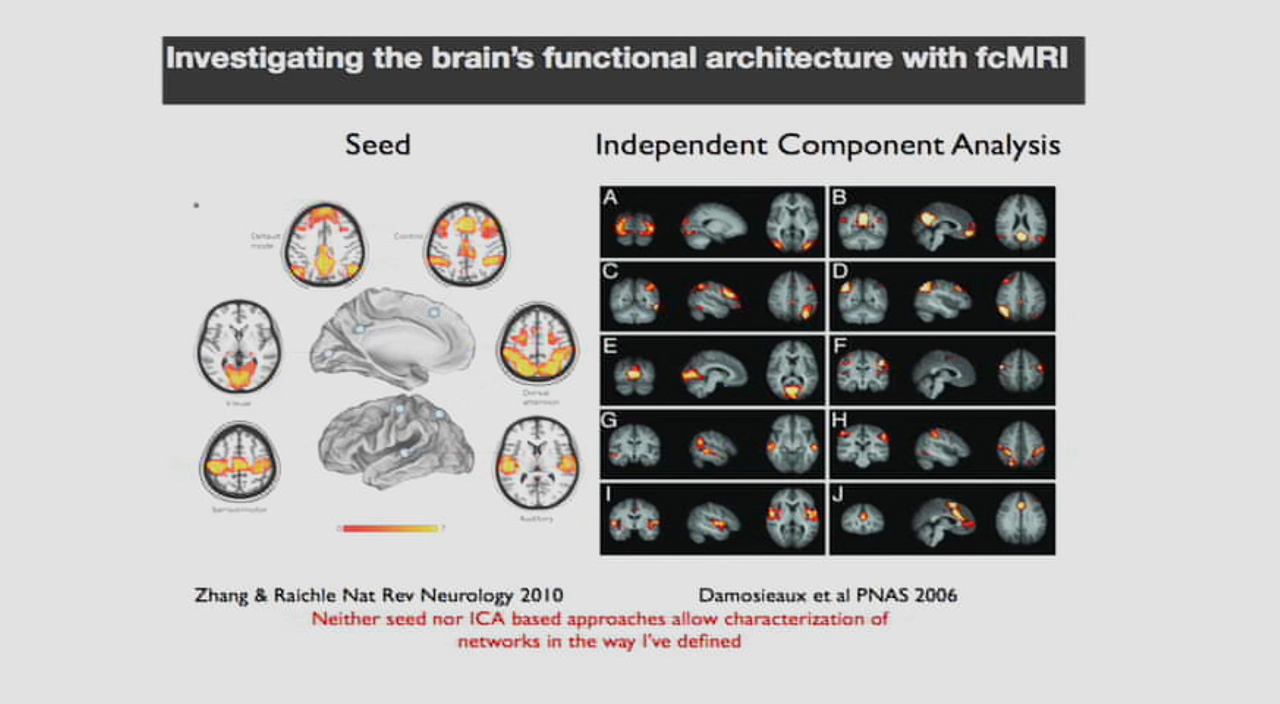 Investigating the brain's functional architecture with fcMRI
Seed
Independent Component Analysis
Default
mode
Control
Visual
Dorsal
attention
Somatomotor
Auditory
A
B
C
D
E
F
G
H
I
J
Zhang & Raichle Nat Rev Neurology 2010
Damosieaux et al PNAS 2006
Neither seed nor ICA based approaches allow characterization of
networks in the way I've defined